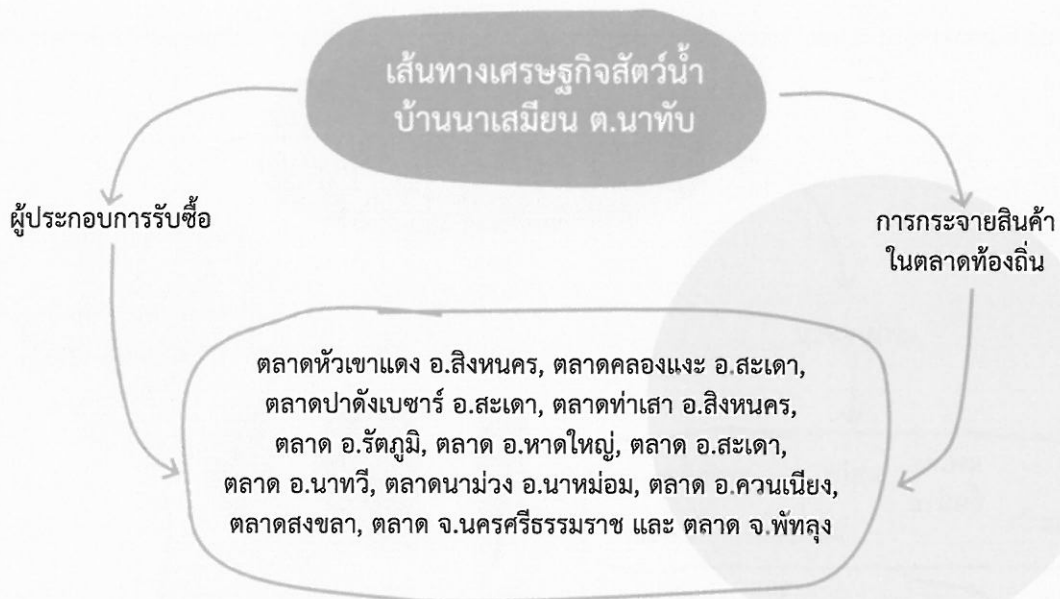 เส้นทางเศรษฐกิจสัตว์น้ำ
บ้านนาเสมียน ต.นาทับ
ผู้ประกอบการรับซื้อ
การกระจายสินค้า
ในตลาดท้องถิ่น
ตลาดหัวเขาแดง อ.สิงหนคร, ตลาดคลองแงะ อ.สะเดา,
ตลาดปาดังเบซาร์ อ.สะเดา, ตลาดท่าเสา อ.สิงหนคร,
ตลาด อ.รัตภูมิ, ตลาด อ.หาดใหญ่, ตลาด อ.สะเดา,
ตลาด อ.นาทวี, ตลาดนาม่วง อ.นาหม่อม, ตลาด อ.ควนเนียง,
ตลาดสงขลา, ตลาด จ.นครศรีธรรมราช และ ตลาด จ.พัทลุง